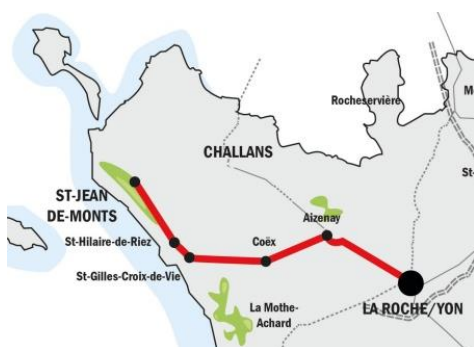 Rocheservière
M
CHALLANS
St-
ST-JEAN
DE-MONTS
Aizenay
St-Hilaire-de-Riez
Coëx
St-Gilles-Croix-de-Vie
La Mothe-
Achard
LA ROCHE/YON